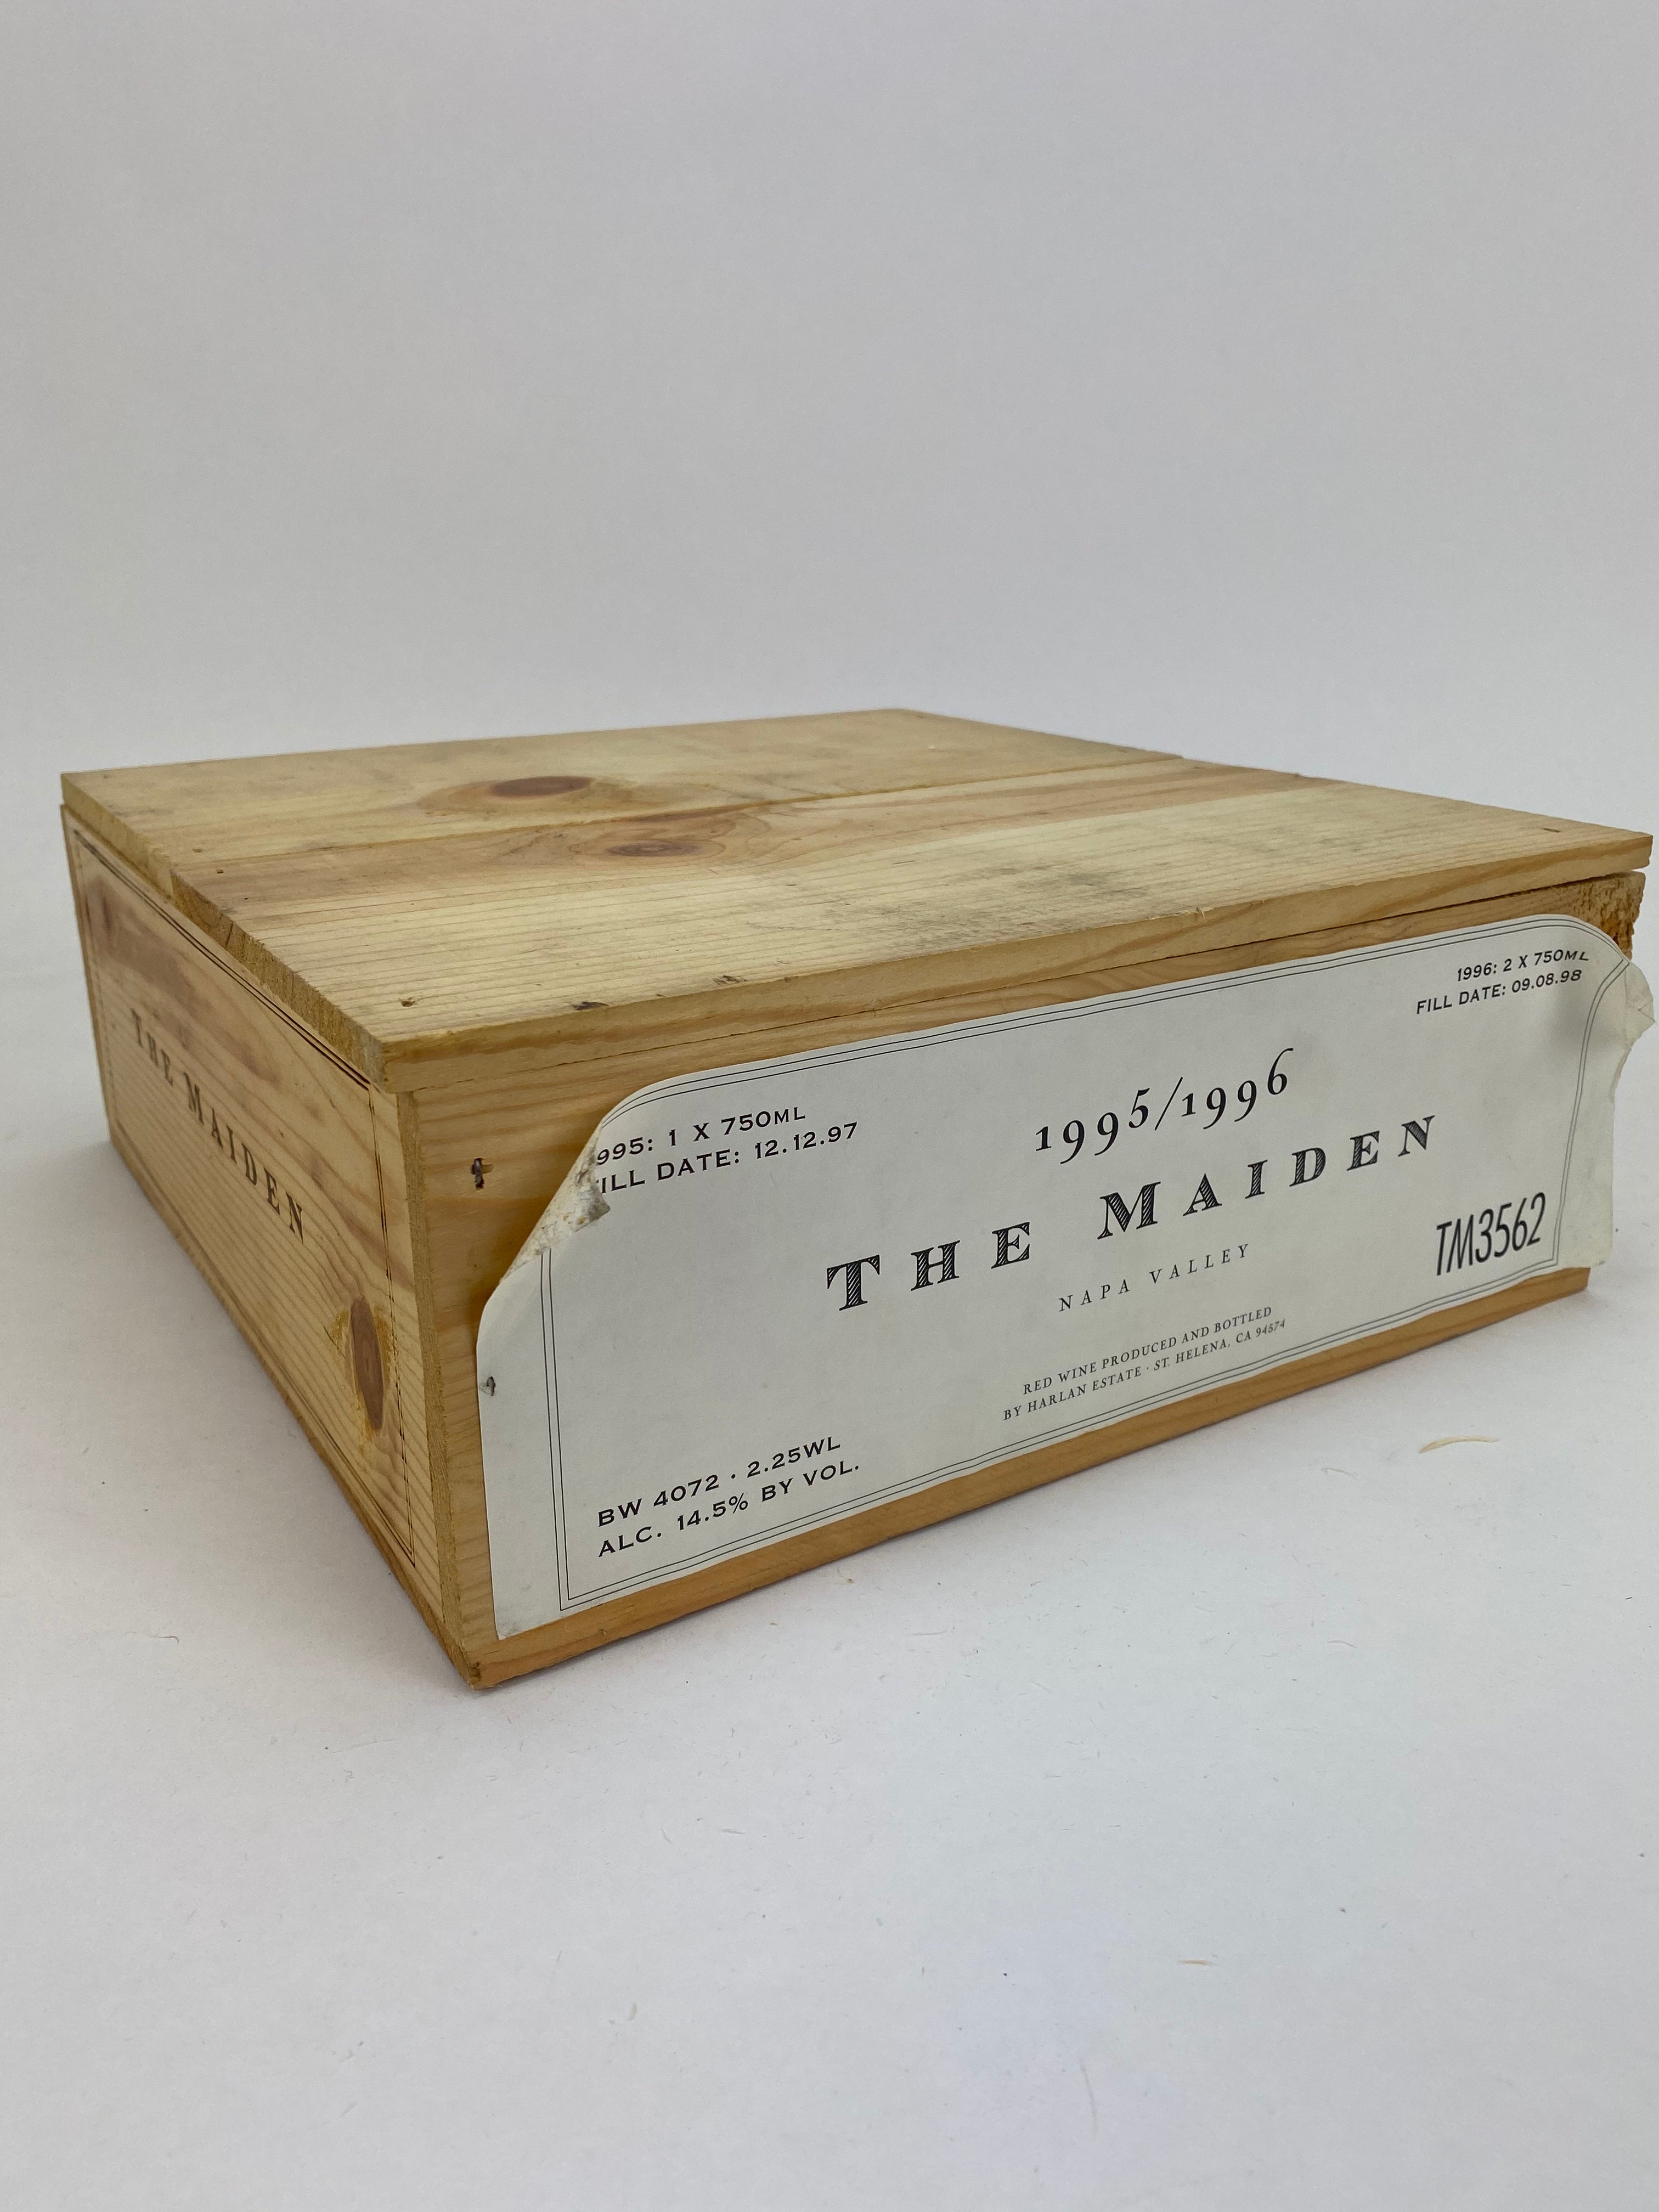 THE MAIDEN
995: 1 X 750ML
ILL DATE: 12.12.97
1996: 2 X 750ML
FILL DATE: 09.08.98
1995/1996
THE MAIDEN
NAPA VALLEY
TM3562
RED WINE PRODUCED AND BOTTLED
BY HARLAN ESTATE · ST. HELENA, CA 94574
BW 4072 · 2.25WL
ALC. 14.5% BY VOL.